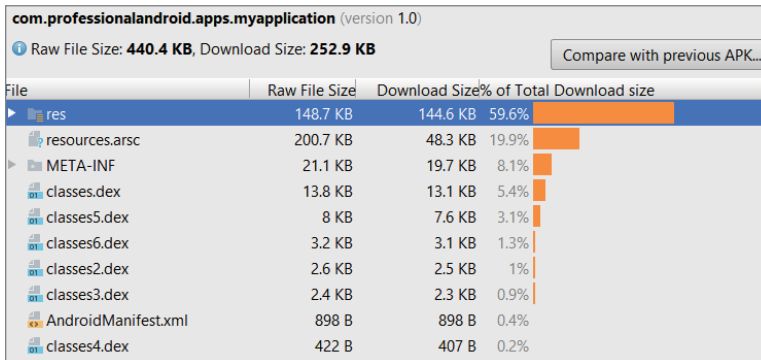 com.professionalandroid.apps.myapplication (version 1.0)
Raw File Size: 440.4 KB, Download Size: 252.9 KB
Compare with previous APK...
File Raw File Size Download Size % of Total Download size
res 148.7 KB 144.6 KB 59.6%
resources.arsc 200.7 KB 48.3 KB 19.9%
META-INF 21.1 KB 19.7 KB 8.1%
classes.dex 13.8 KB 13.1 KB 5.4%
classes5.dex 8 KB 7.6 KB 3.1%
classes6.dex 3.2 KB 3.1 KB 1.3%
classes2.dex 2.6 KB 2.5 KB 1%
classes3.dex 2.4 KB 2.3 KB 0.9%
AndroidManifest.xml 898 B 898 B 0.4%
classes4.dex 422 B 407 B 0.2%